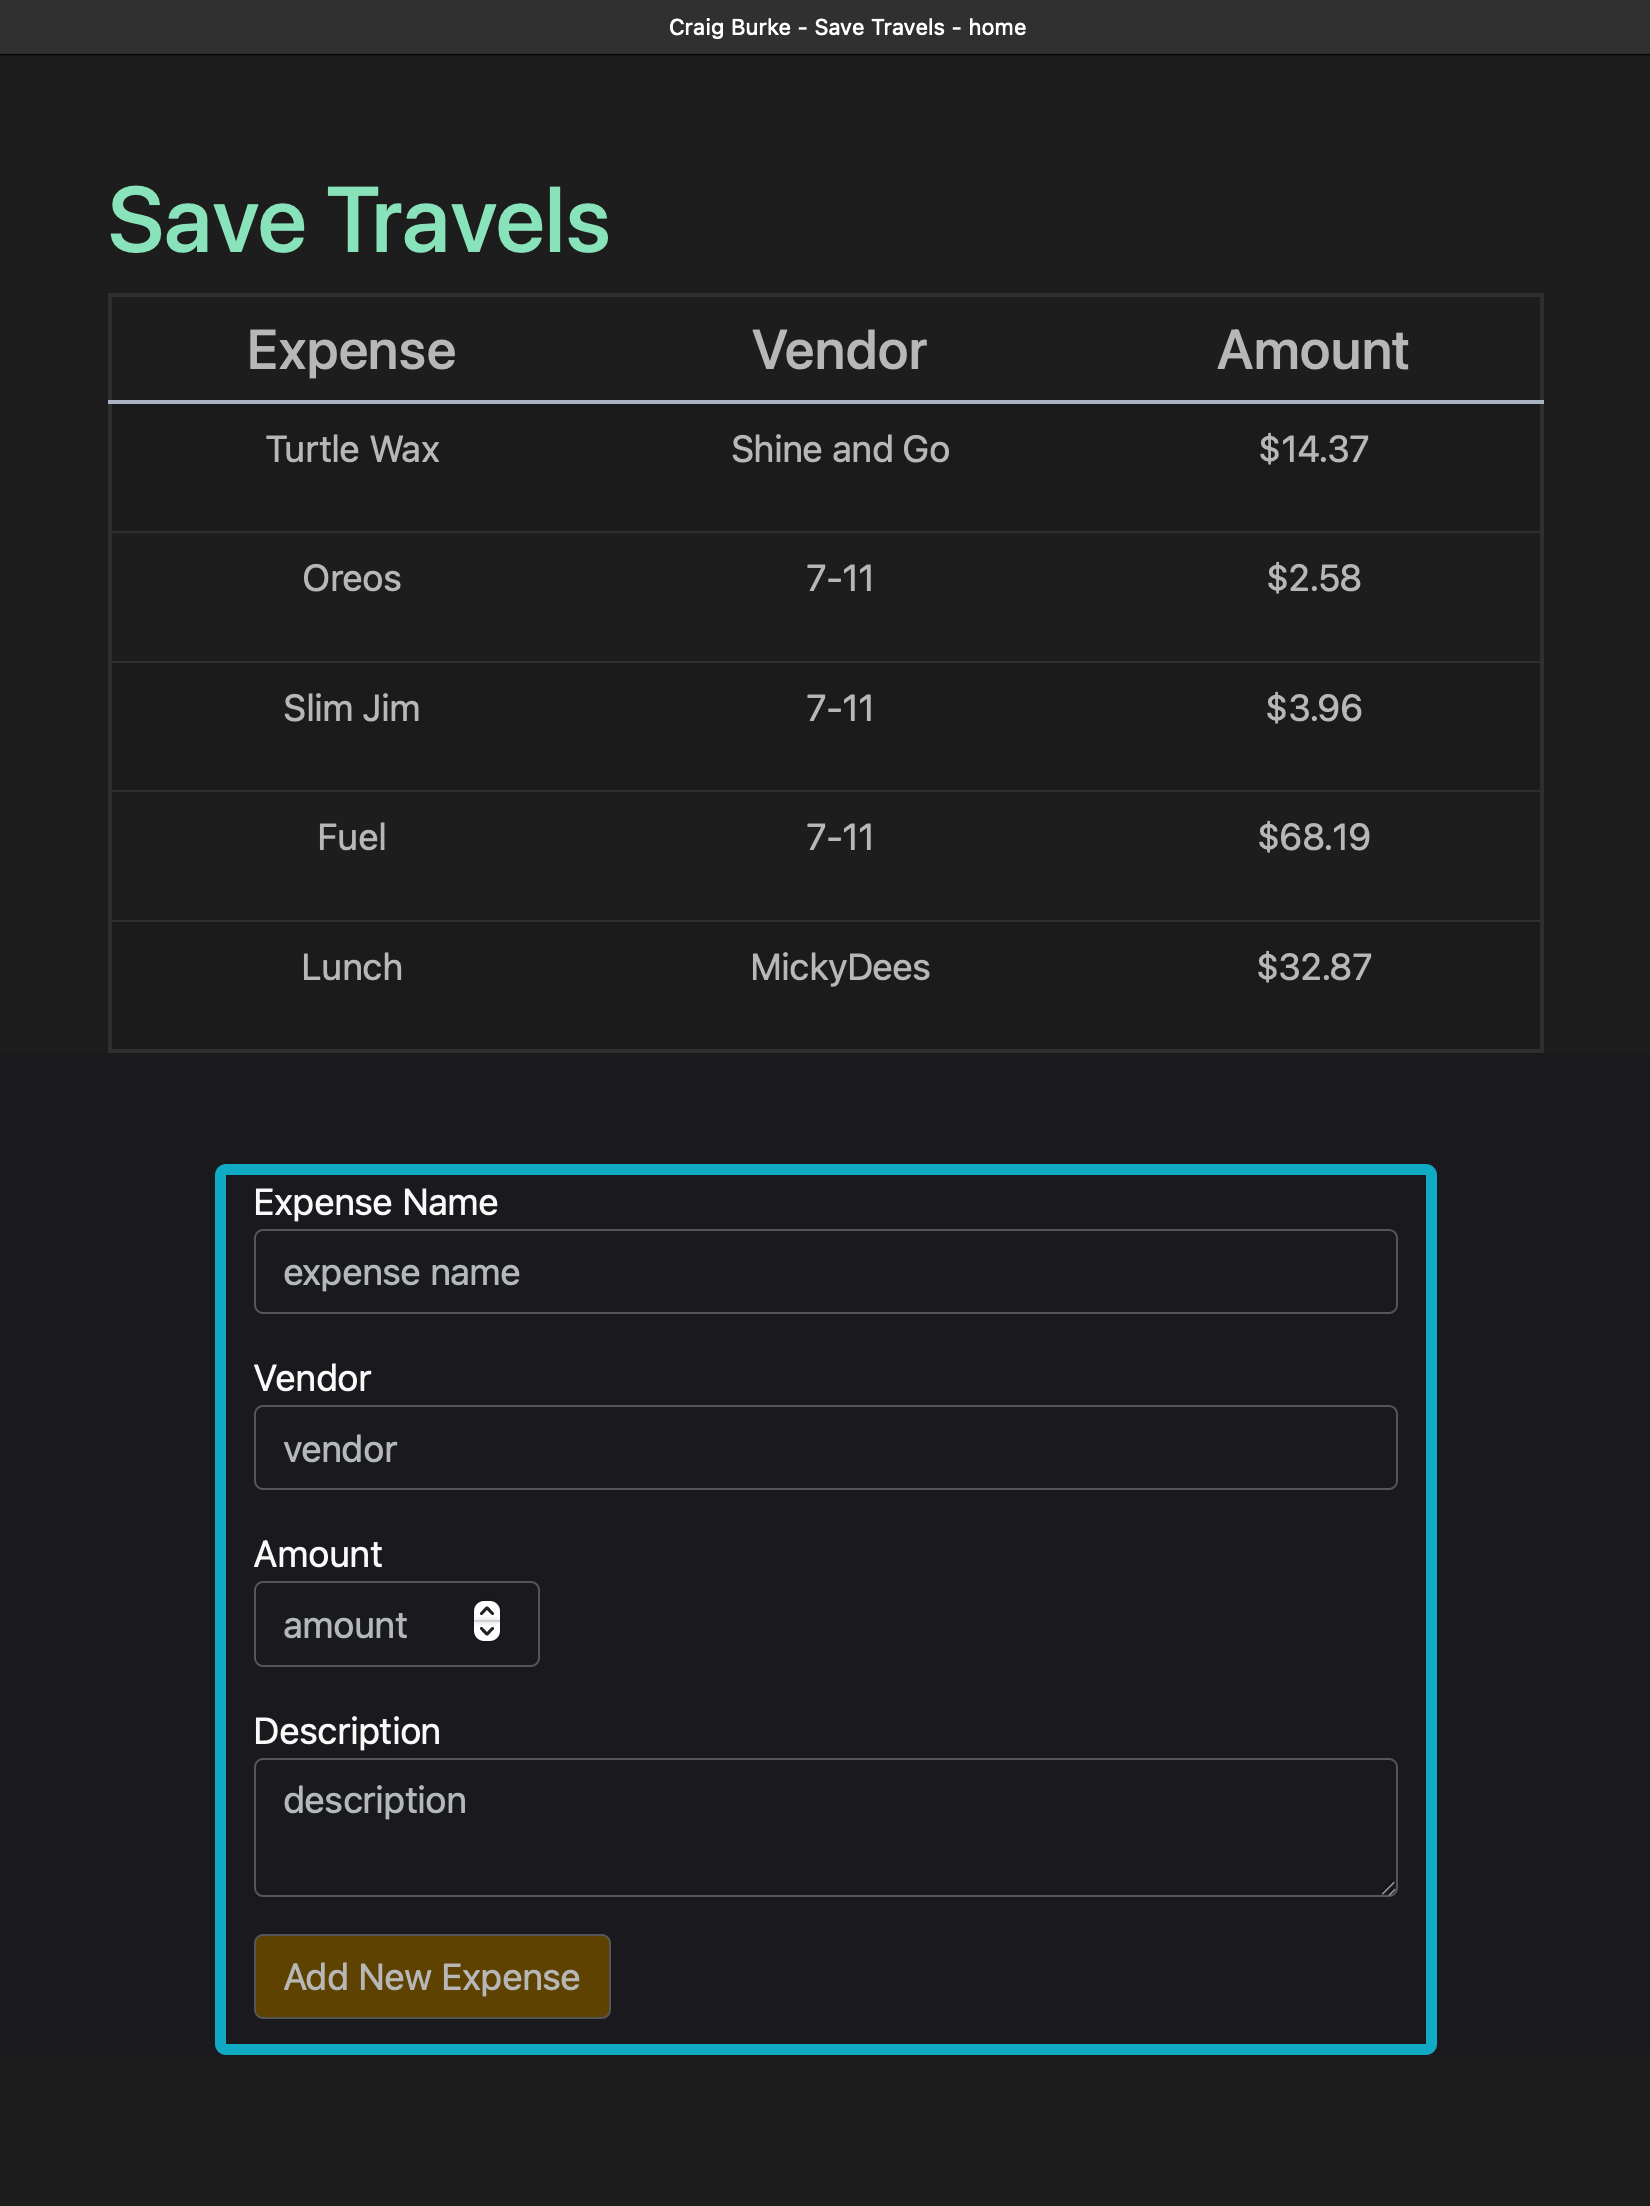 Craig Burke - Save Travels - home
Save Travels
Expense Vendor Amount
Turtle Wax Shine and Go $14.37
Oreos 7-11 $2.58
Slim Jim 7-11 $3.96
Fuel 7-11 $68.19
Lunch MickyDees $32.87
Expense Name
expense name
Vendor
vendor
Amount
amount
Description
description
Add New Expense